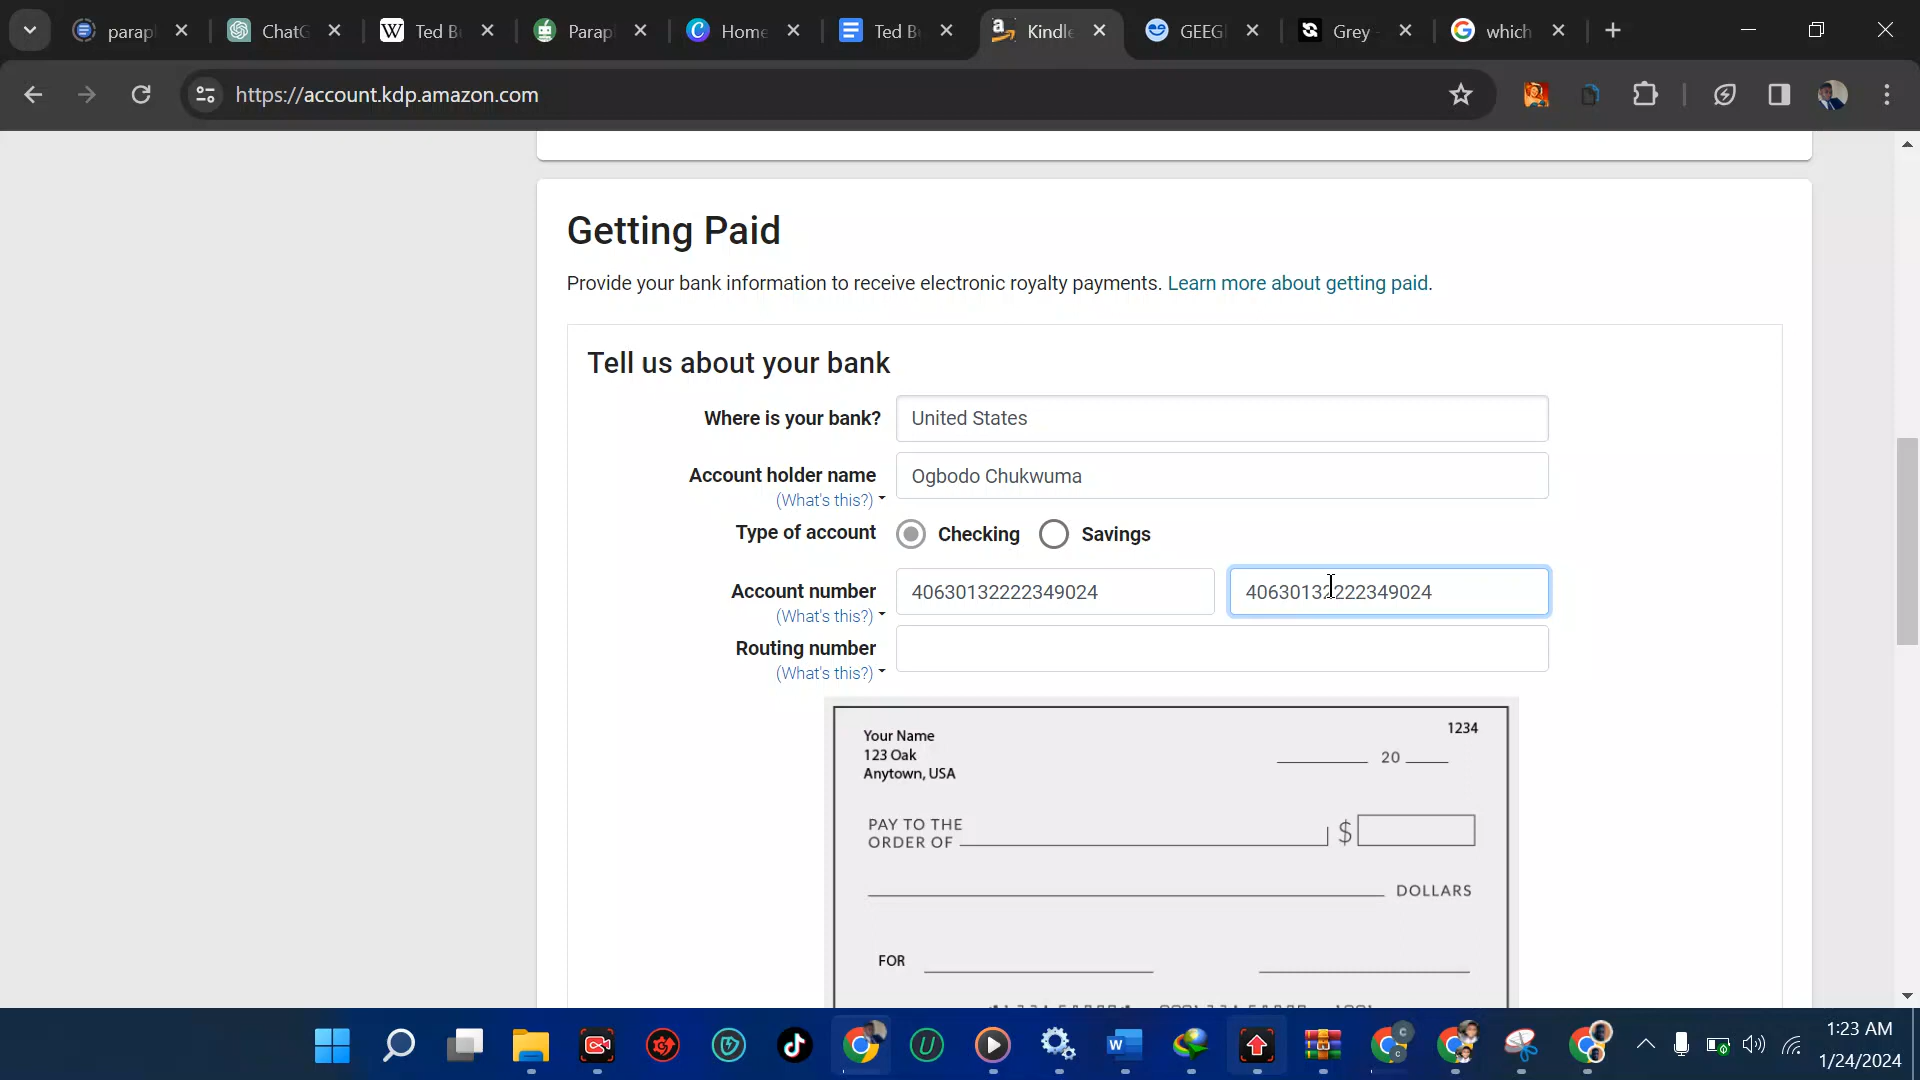 parap
ChatG
Ted B
Parap
Home
Ted B
Kindle
GEEG
Grey -
which
https://account.kdp.amazon.com
Getting Paid
Provide your bank information to receive electronic royalty payments. Learn more about getting paid.
Tell us about your bank
Where is your bank?
United States
Account holder name
(What's this?)
Ogbodo Chukwuma
Type of account
Checking
Savings
Account number
(What's this?)
40630132222349024
40630132222349024
Routing number
(What's this?)
Your Name
123 Oak
Anytown, USA
1234
20
PAY TO THE
ORDER OF
$
DOLLARS
FOR
1:23 AM
1/24/2024